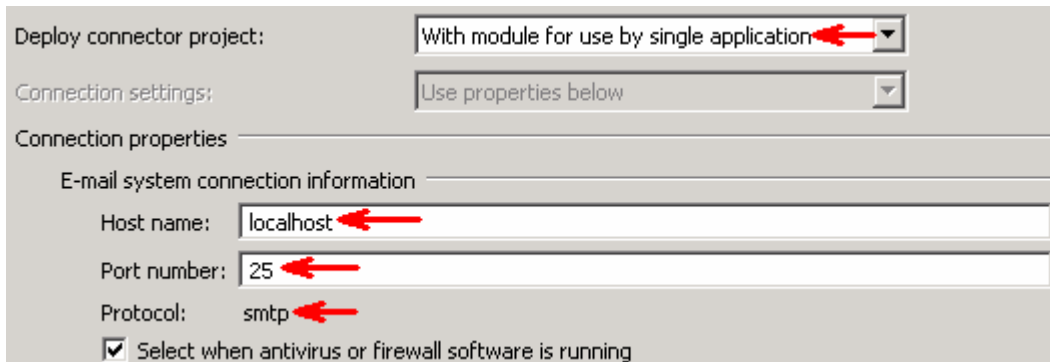 Deploy connector project: With module for use by single application
Connection settings: Use properties below
Connection properties
E-mail system connection information
Host name: localhost
Port number: 25
Protocol: smtp
Select when antivirus or firewall software is running